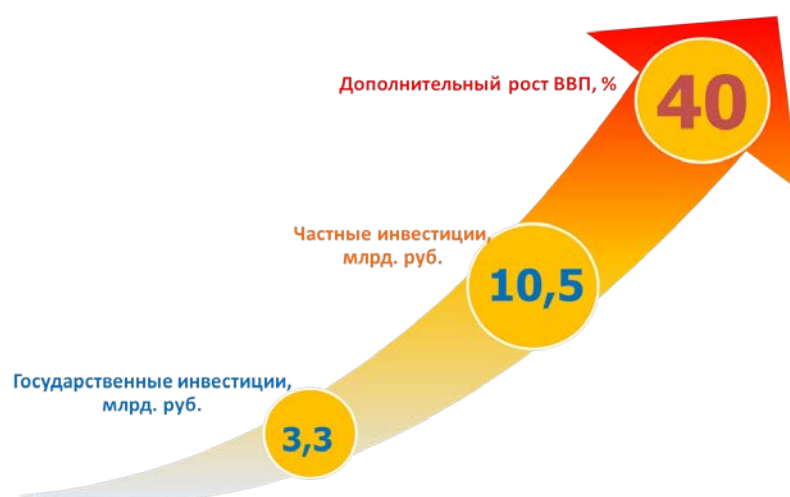 Дополнительный рост ВВП, %
40
Частные инвестиции,
млрд. руб.
10,5
Государственные инвестиции,
млрд. руб.
3,3